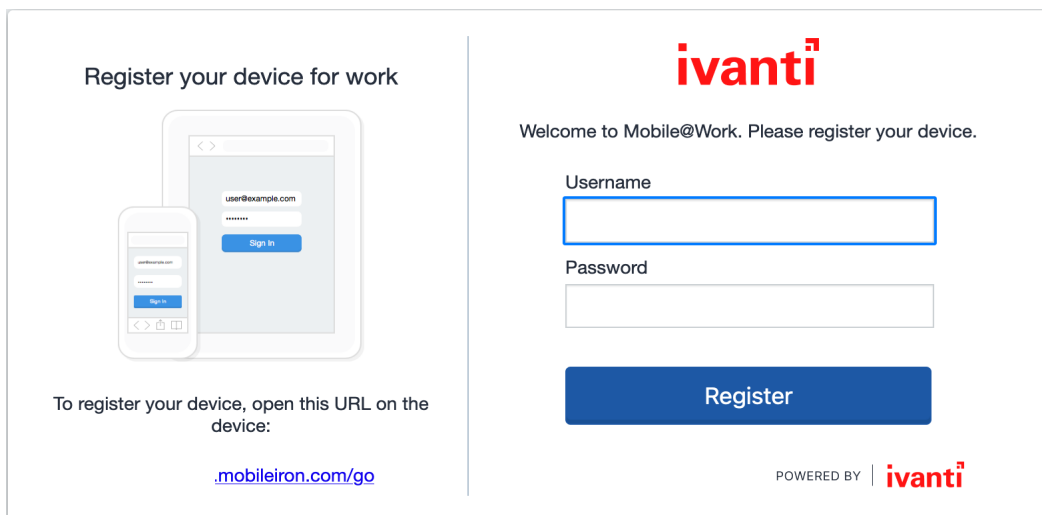 Register your device for work
user@example.com
••••••••
Sign In
user@example.com
••••••••
Sign In
To register your device, open this URL on the
device:
.mobileiron.com/go
ivanti
Welcome to Mobile@Work. Please register your device.
Username
Password
Register
POWERED BY | ivanti